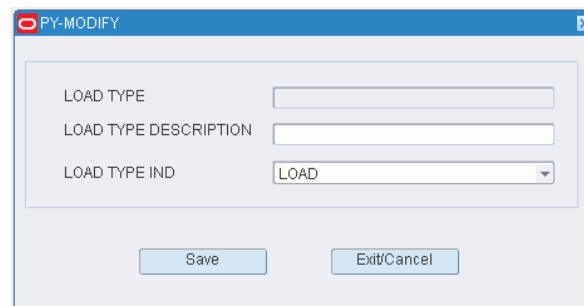 PY-MODIFY
LOAD TYPE
LOAD TYPE DESCRIPTION
LOAD TYPE IND LOAD
Save Exit/Cancel